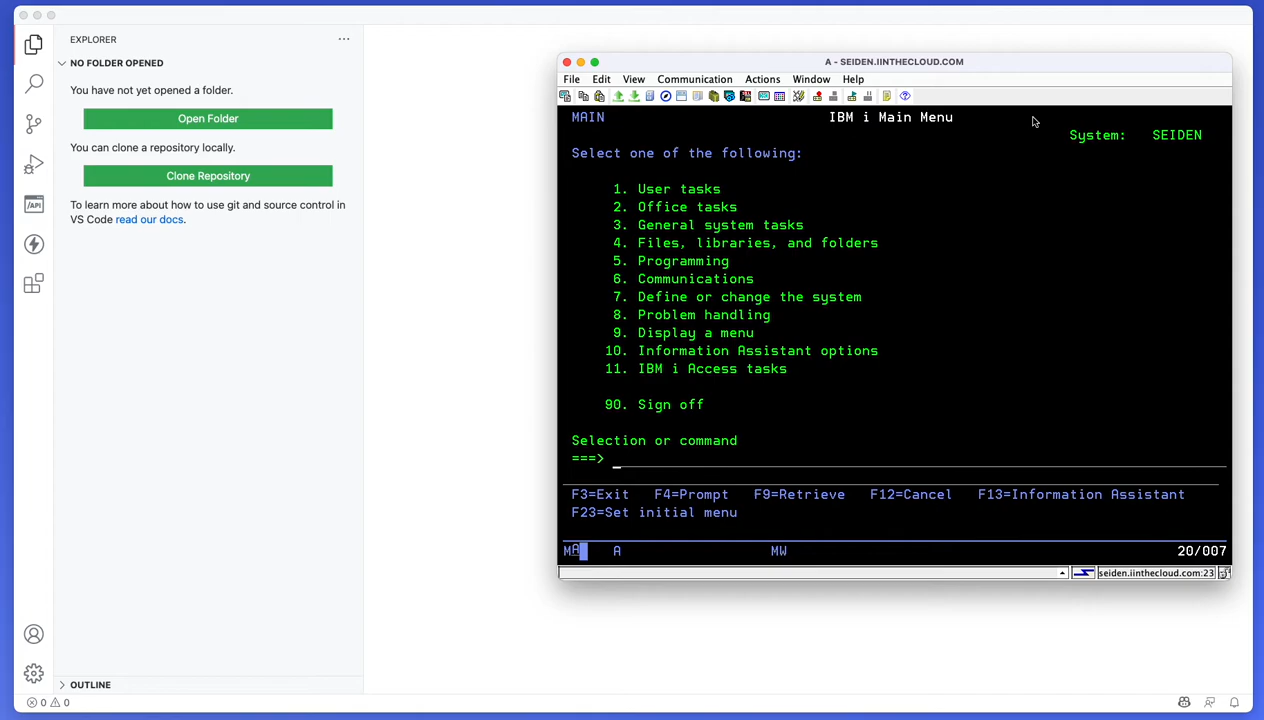 EXPLORER
NO FOLDER OPENED
You have not yet opened a folder.
Open Folder
You can clone a repository locally.
Clone Repository
To learn more about how to use git and source control in
VS Code read our docs.
/API
OUTLINE
0 0
A - SEIDEN.IINTHECLOUD.COM
File Edit View Communication Actions Window Help
MAIN IBM i Main Menu
System: SEIDEN
Select one of the following:
1. User tasks
2. Office tasks
3. General system tasks
4. Files, libraries, and folders
5. Programming
6. Communications
7. Define or change the system
8. Problem handling
9. Display a menu
10. Information Assistant options
11. IBM i Access tasks
90. Sign off
Selection or command
===>
F3=Exit F4=Prompt F9=Retrieve F12=Cancel F13=Information Assistant
F23=Set initial menu
MA A MW 20/007
seiden.iinthecloud.com:23